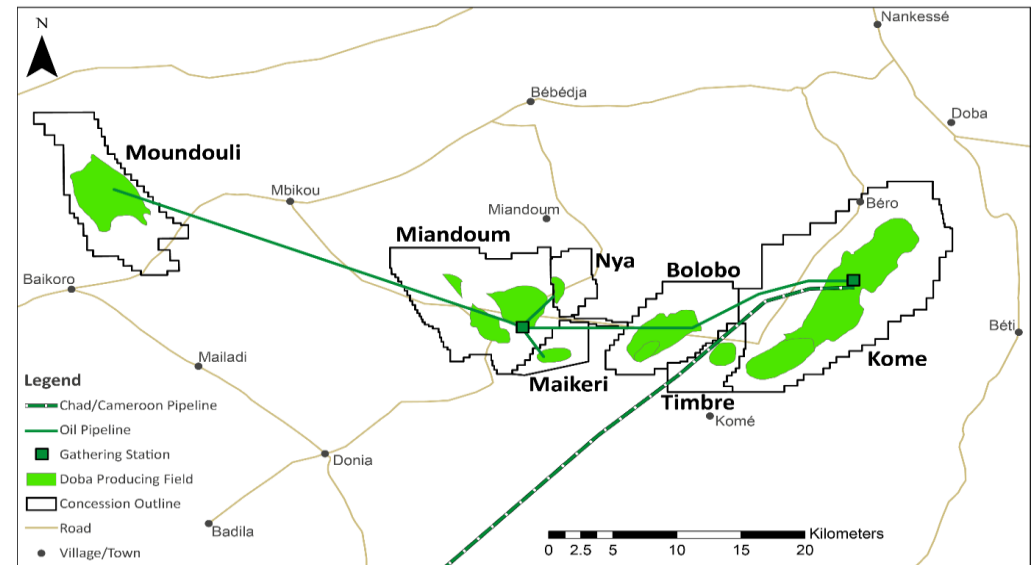 N
Nankessé
Bébédja
Doba
Moundouli
Mbikou
Béro
Miandoum
Miandoum
Nya
Bolobo
Baikoro
Béti
Mailadi
Kome
Maikeri
Timbre
Komé
Legend
Chad/Cameroon Pipeline
Oil Pipeline
Gathering Station
Doba Producing Field
Concession Outline
Road
Village/Town
Donia
Badila
Kilometers
0 2.5 5 10 15 20